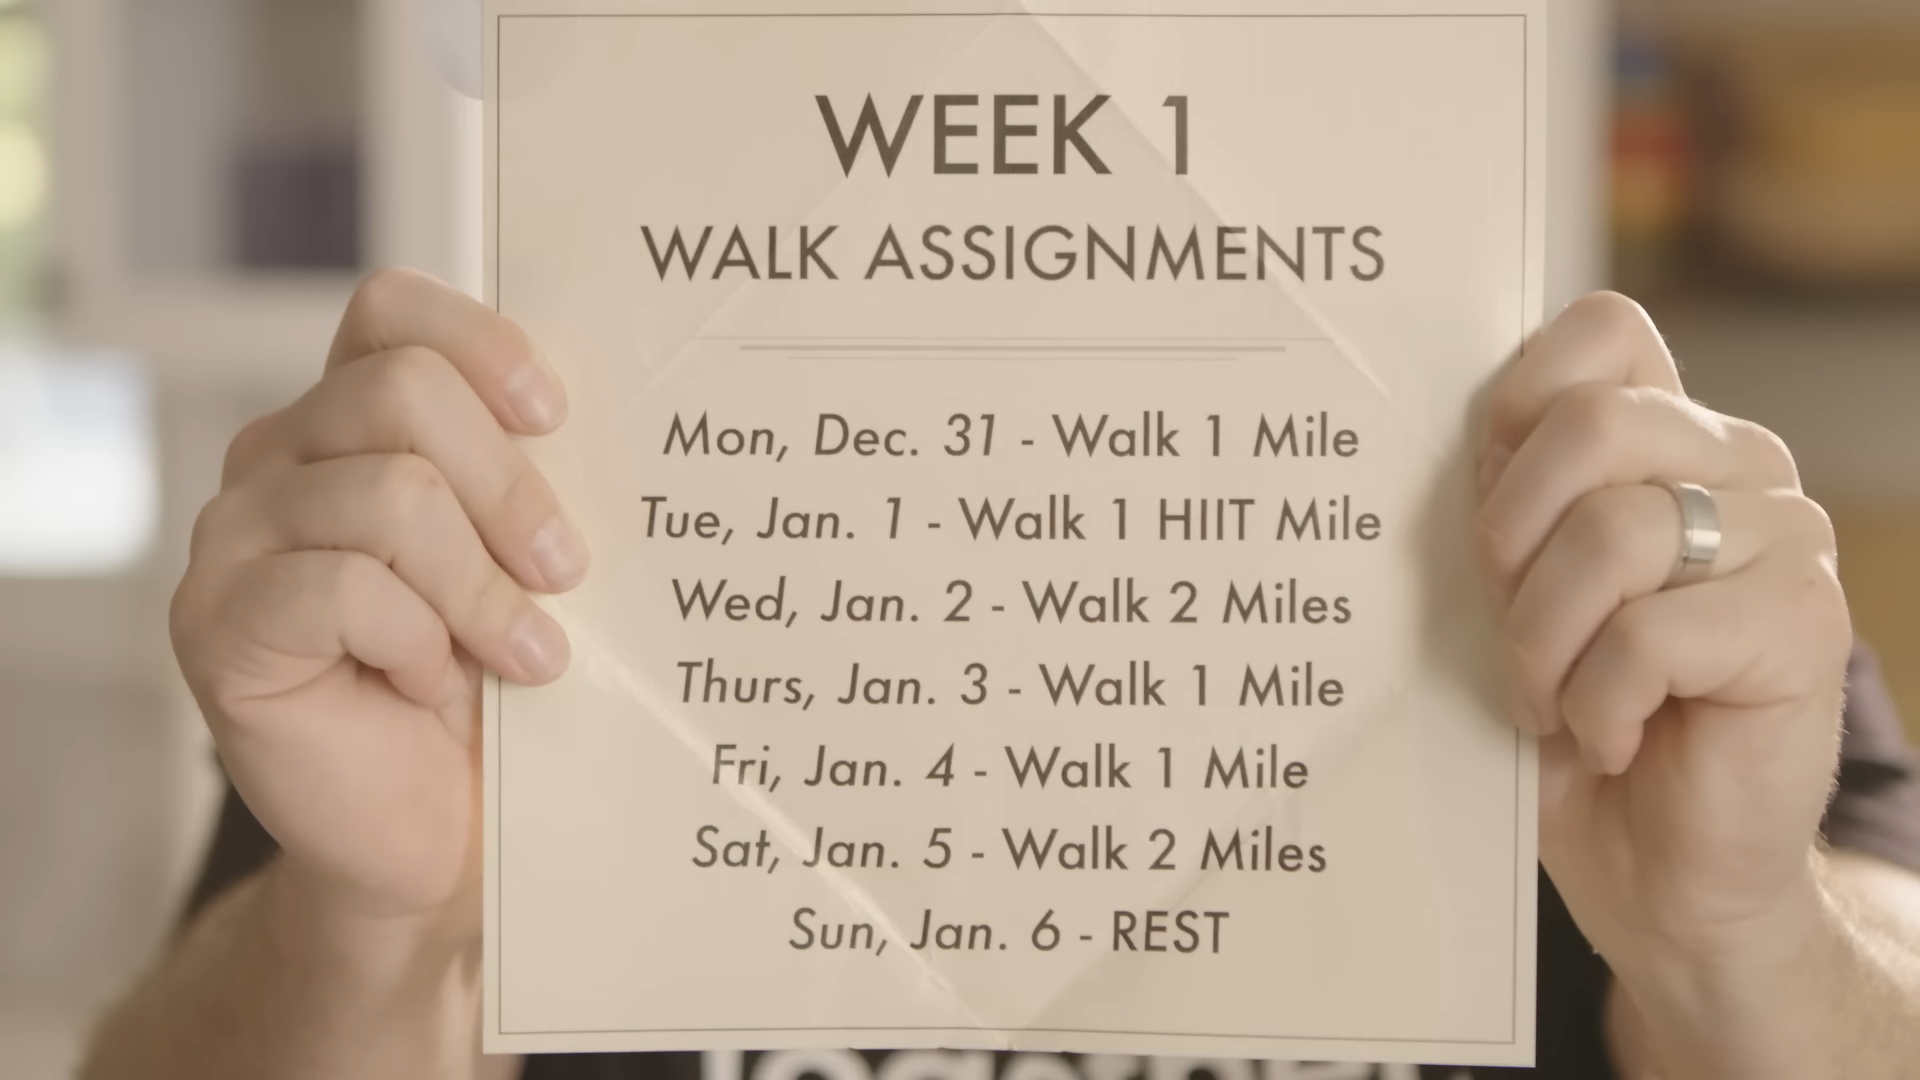 WEEK 1
WALK ASSIGNMENTS
Mon, Dec. 31 - Walk 1 Mile
Tue, Jan. 1 - Walk 1 HIIT Mile
Wed, Jan. 2 - Walk 2 Miles
Thurs, Jan. 3 - Walk 1 Mile
Fri, Jan. 4 - Walk 1 Mile
Sat, Jan. 5 - Walk 2 Miles
Sun, Jan. 6 - REST